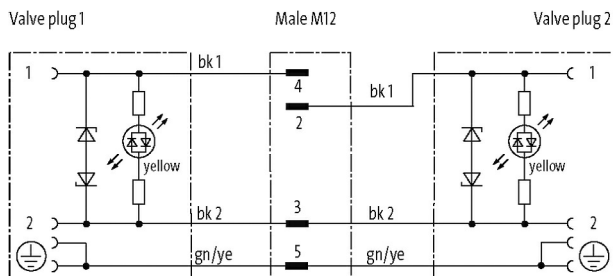 Valve plug 1 Male M12 Valve plug 2
1 bk 1 4 1
2 bk 1
yellow yellow
2 bk 2 3 bk 2 2
gn/ye 5 gn/ye